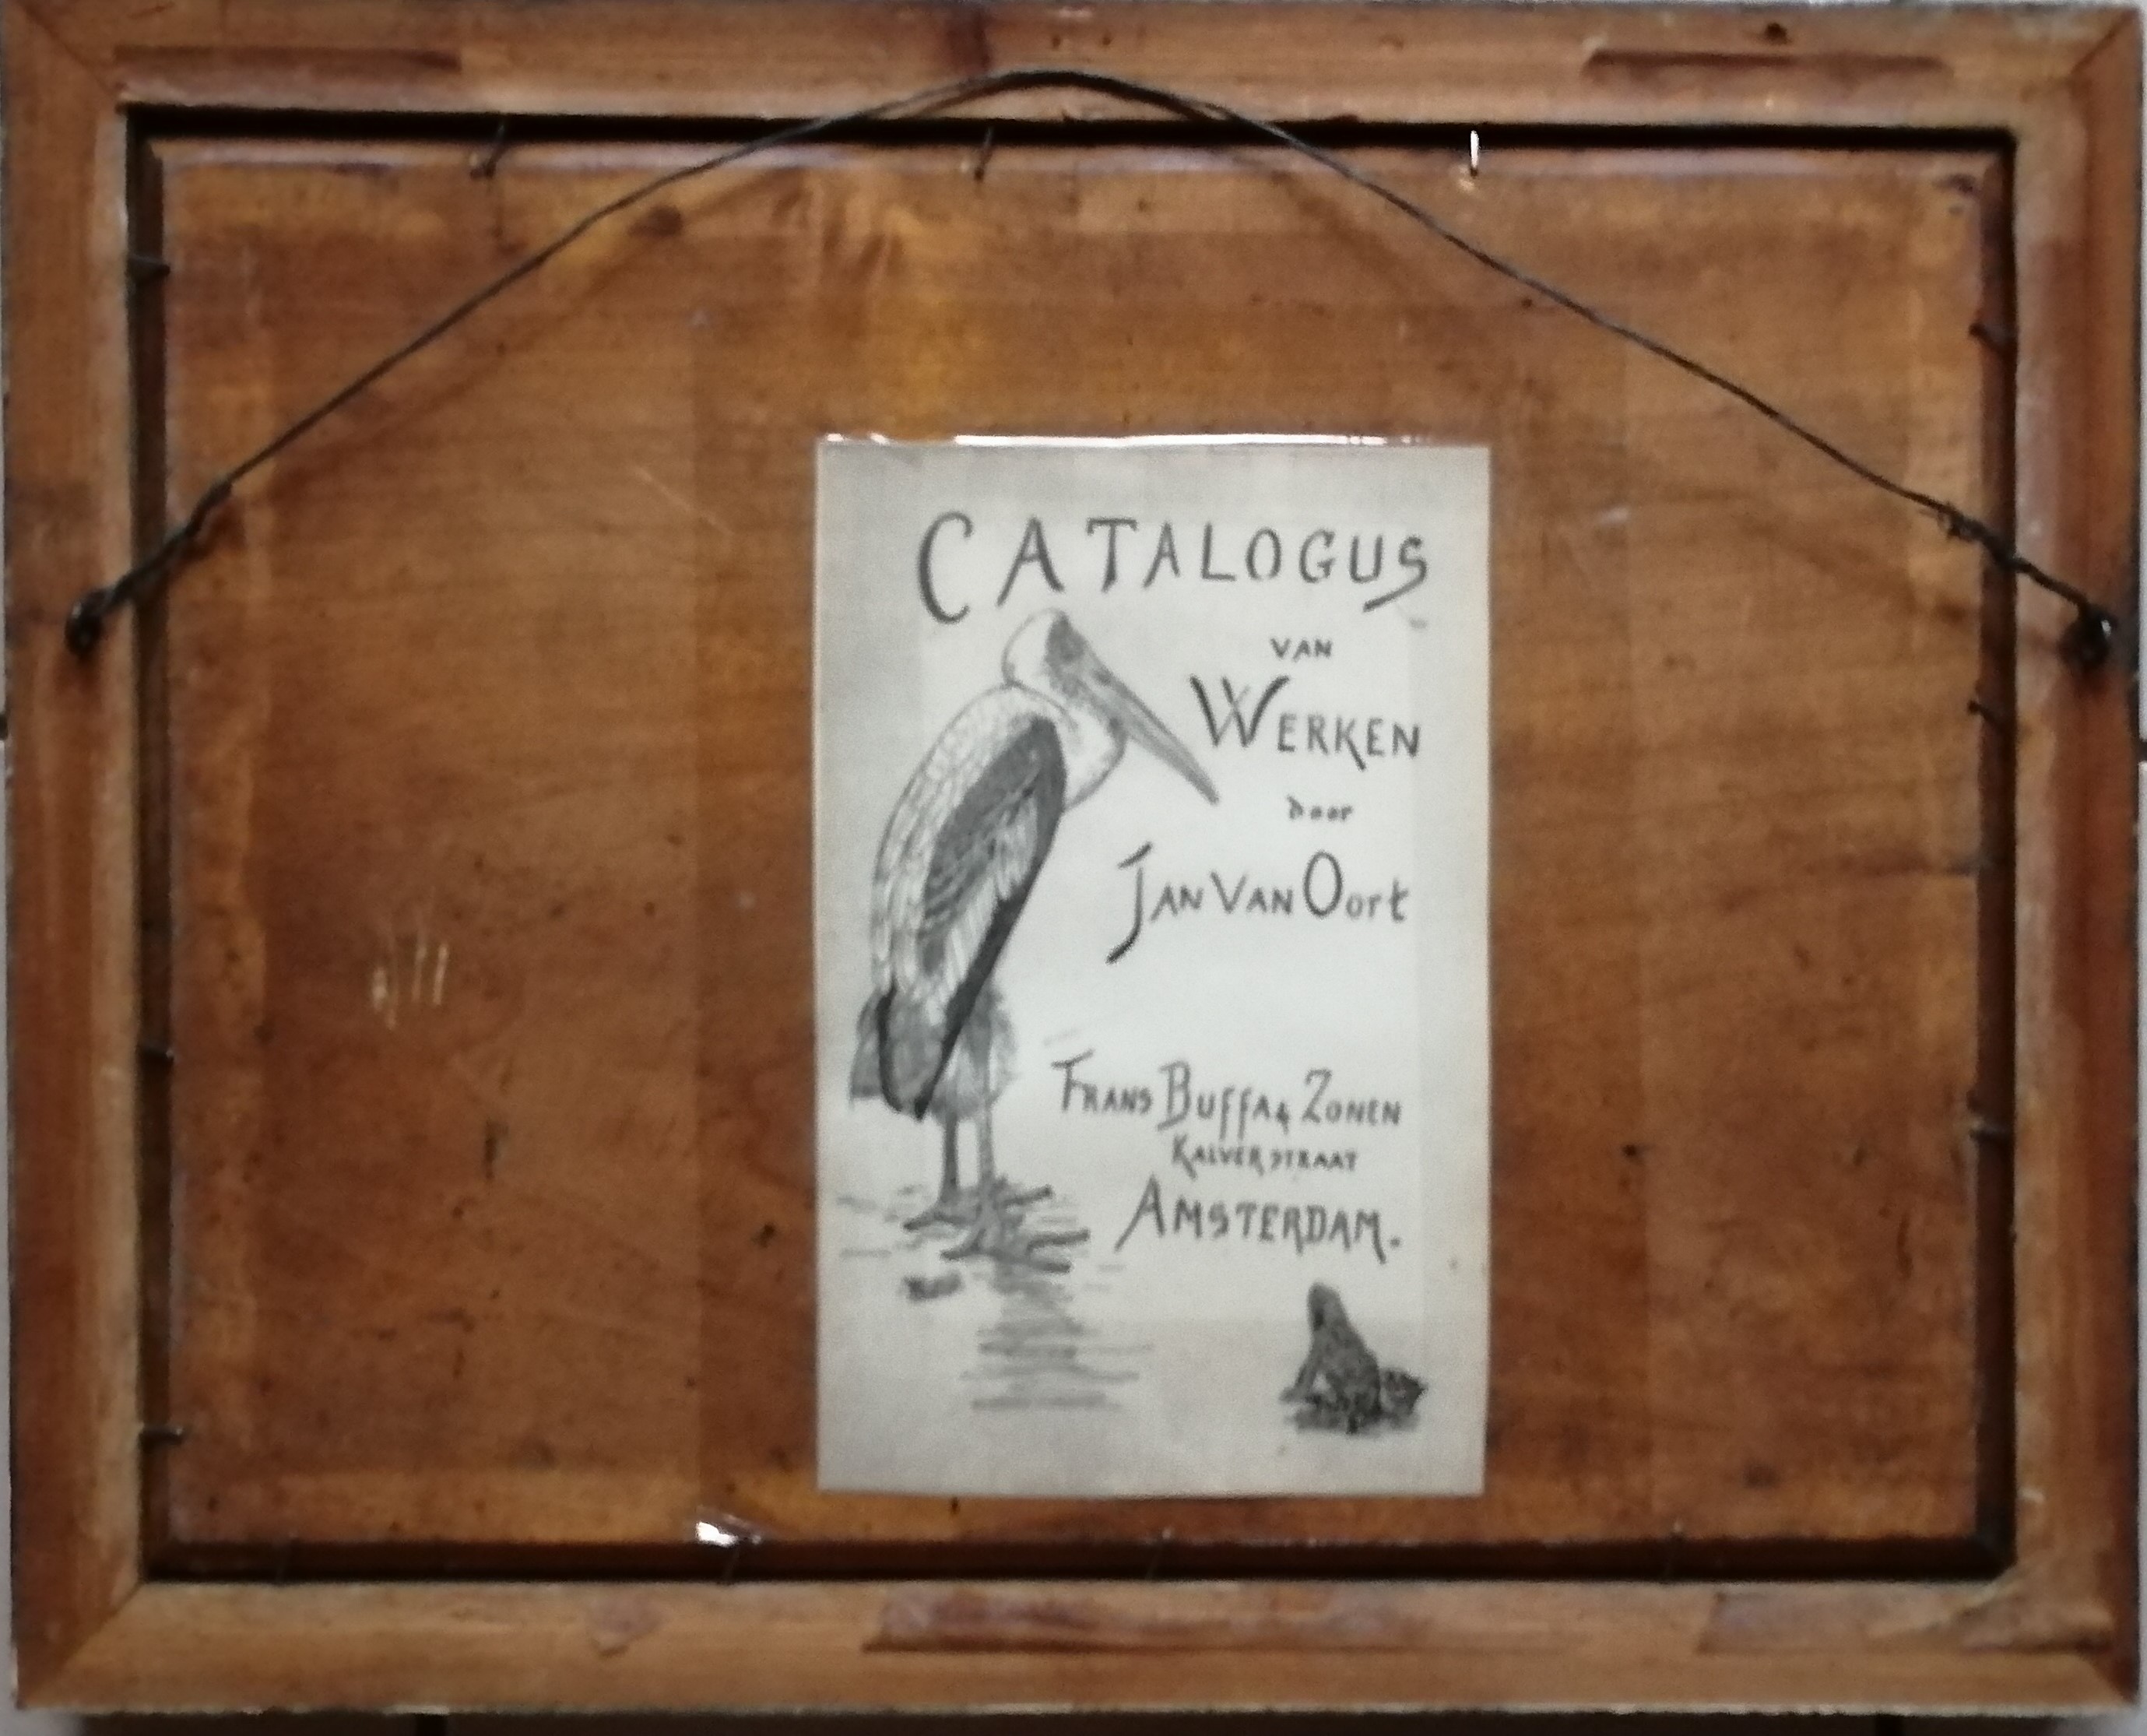 CATALOGUS
VAN
WERKEN
door
JAN VAN OorT
FRANS BUFFA & ZONEN
KALVERSTRAAT
AMSTERDAM.